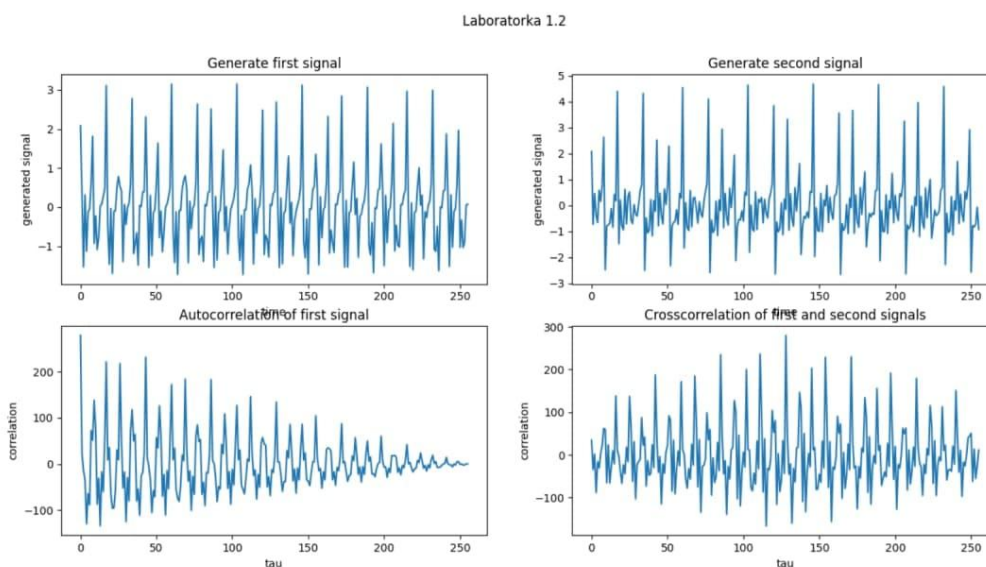 Laboratorka 1.2
Generate first signal
generated signal
3
2
1
0
−1
0 50 100 150 200 250
time
Generate second signal
generated signal
5
4
3
2
1
0
−1
−2
−3
0 50 100 150 200 250
time
Autocorrelation of first signal
correlation
200
100
0
−100
0 50 100 150 200 250
tau
Crosscorrelation of first and second signals
correlation
300
200
100
0
−100
0 50 100 150 200 250
tau